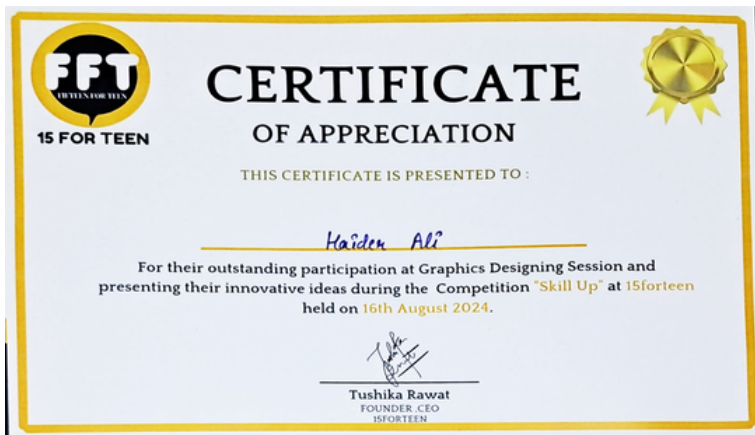 FFT
FIFTEEN FOR TEEN
15 FOR TEEN
CERTIFICATE
OF APPRECIATION
THIS CERTIFICATE IS PRESENTED TO :
Haider Ali
For their outstanding participation at Graphics Designing Session and
presenting their innovative ideas during the Competition "Skill Up" at 15forteen
held on 16th August 2024.
Tushika Rawat
FOUNDER ,CEO
15FORTEEN